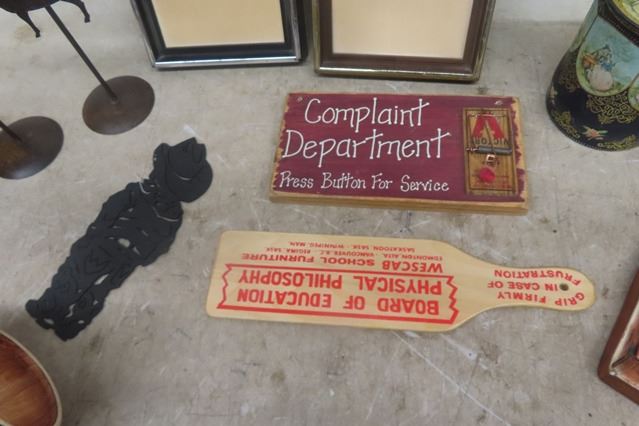 Complaint
Department
Press Button For Service
VICTOR
GRIP FIRMLY
IN CASE OF
FRUSTRATION
BOARD OF EDUCATION
PHYSICAL PHILOSOPHY
WESCAB SCHOOL FURNITURE
EDMONTON, ALTA. - VANCOUVER, B.C. - REGINA, SASK.
SASKATOON, SASK. - WINNIPEG, MAN.